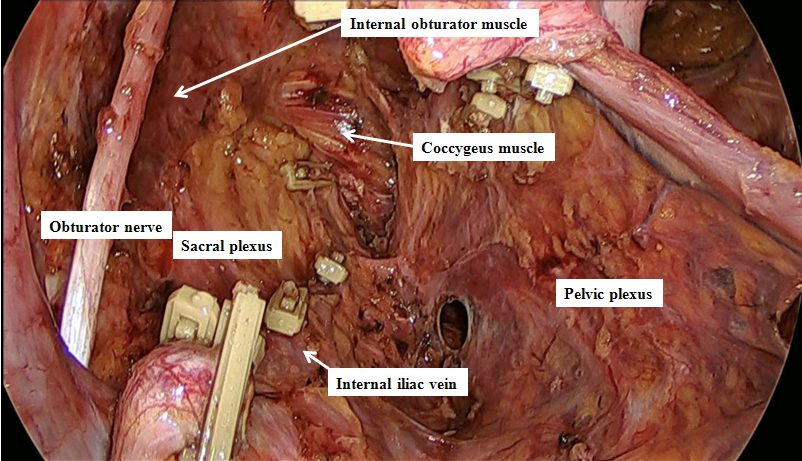 Internal obturator muscle
Coccygeus muscle
Obturator nerve
Sacral plexus
Pelvic plexus
Internal iliac vein